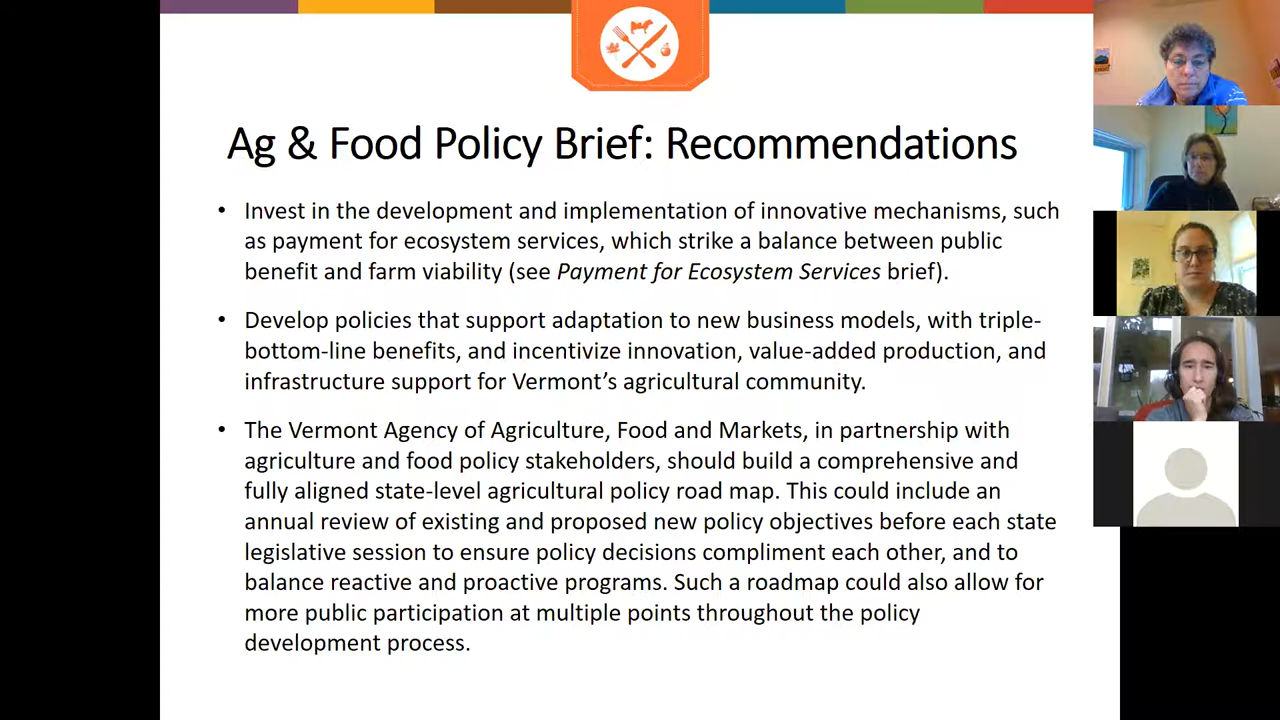 Ag & Food Policy Brief: Recommendations
• Invest in the development and implementation of innovative mechanisms, such
as payment for ecosystem services, which strike a balance between public
benefit and farm viability (see Payment for Ecosystem Services brief).
• Develop policies that support adaptation to new business models, with triple-
bottom-line benefits, and incentivize innovation, value-added production, and
infrastructure support for Vermont’s agricultural community.
• The Vermont Agency of Agriculture, Food and Markets, in partnership with
agriculture and food policy stakeholders, should build a comprehensive and
fully aligned state-level agricultural policy road map. This could include an
annual review of existing and proposed new policy objectives before each state
legislative session to ensure policy decisions compliment each other, and to
balance reactive and proactive programs. Such a roadmap could also allow for
more public participation at multiple points throughout the policy
development process.